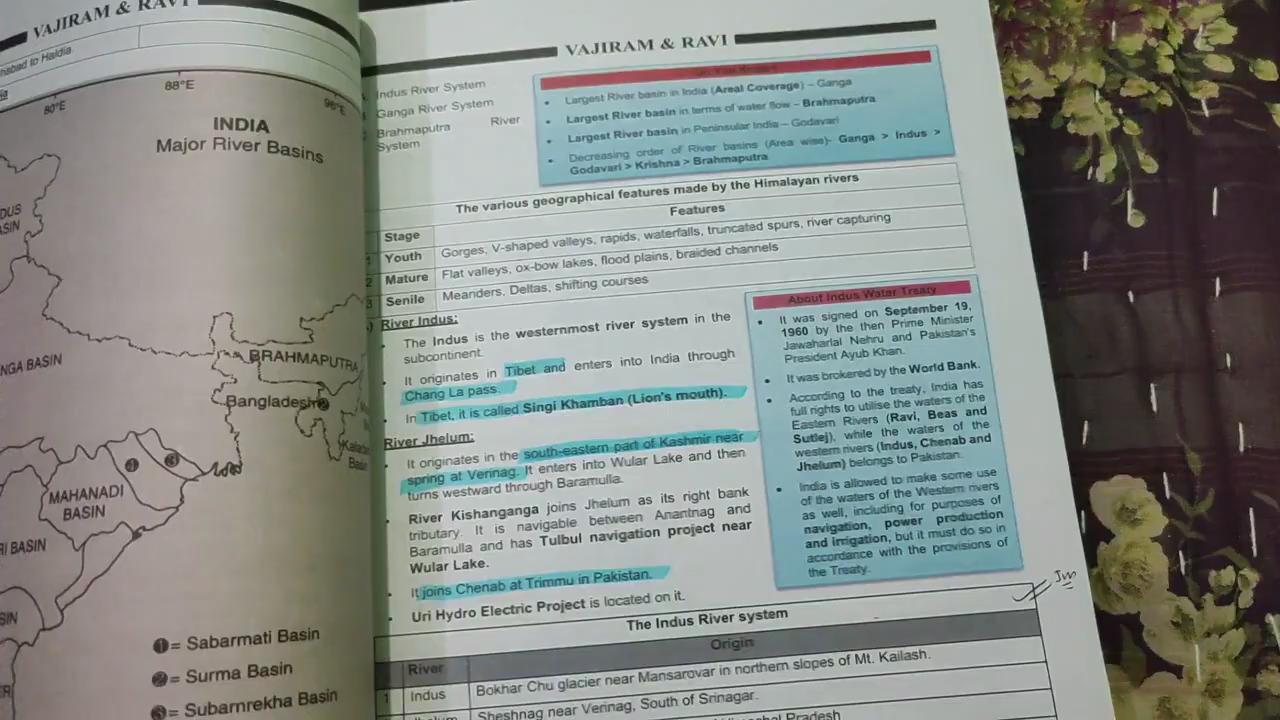 VAJIRAM & RAVI
to Haldia
88°E
80°E
INDIA
Major River Basins
BASIN
BRAHMAPUTRA
Bangladesh
MAHANADI
BASIN
BASIN
❶= Sabarmati Basin
❷= Surma Basin
❸= Subarnrekha Basin
VAJIRAM & RAVI
Indus River System
Ganga River System
Brahmaputra River
System
• Largest River basin in India (Areal Coverage) – Ganga
• Largest River basin in terms of water flow – Brahmaputra
• Largest River basin in Peninsular India – Godavari
• Decreasing order of River basins (Area wise)- Ganga > Indus >
Godavari > Krishna > Brahmaputra
The various geographical features made by the Himalayan rivers
Stage Features
1 Youth Gorges, V-shaped valleys, rapids, waterfalls, truncated spurs, river capturing
2 Mature Flat valleys, ox-bow lakes, flood plains, braided channels
3 Senile Meanders, Deltas, shifting courses
River Indus:
The Indus is the westernmost river system in the
subcontinent.
It originates in Tibet and enters into India through
Chang La pass.
In Tibet, it is called Singi Khamban (Lion's mouth).
River Jhelum:
It originates in the south-eastern part of Kashmir near
spring at Verinag. It enters into Wular Lake and then
turns westward through Baramulla.
River Kishanganga joins Jhelum as its right bank
tributary. It is navigable between Anantnag and
Baramulla and has Tulbul navigation project near
Wular Lake.
It joins Chenab at Trimmu in Pakistan.
Uri Hydro Electric Project is located on it.
About Indus Water Treaty
• It was signed on September 19,
1960 by the then Prime Minister
Jawaharlal Nehru and Pakistan's
President Ayub Khan.
• It was brokered by the World Bank.
• According to the treaty, India has
full rights to utilise the waters of the
Eastern Rivers (Ravi, Beas and
Sutlej), while the waters of the
western rivers (Indus, Chenab and
Jhelum) belongs to Pakistan.
• India is allowed to make some use
of the waters of the Western rivers
as well, including for purposes of
navigation, power production
and irrigation, but it must do so in
accordance with the provisions of
the Treaty.
The Indus River system
River Origin
1 Indus Bokhar Chu glacier near Mansarovar in northern slopes of Mt. Kailash.
Jhelum Sheshnag near Verinag, South of Srinagar.
Pradesh